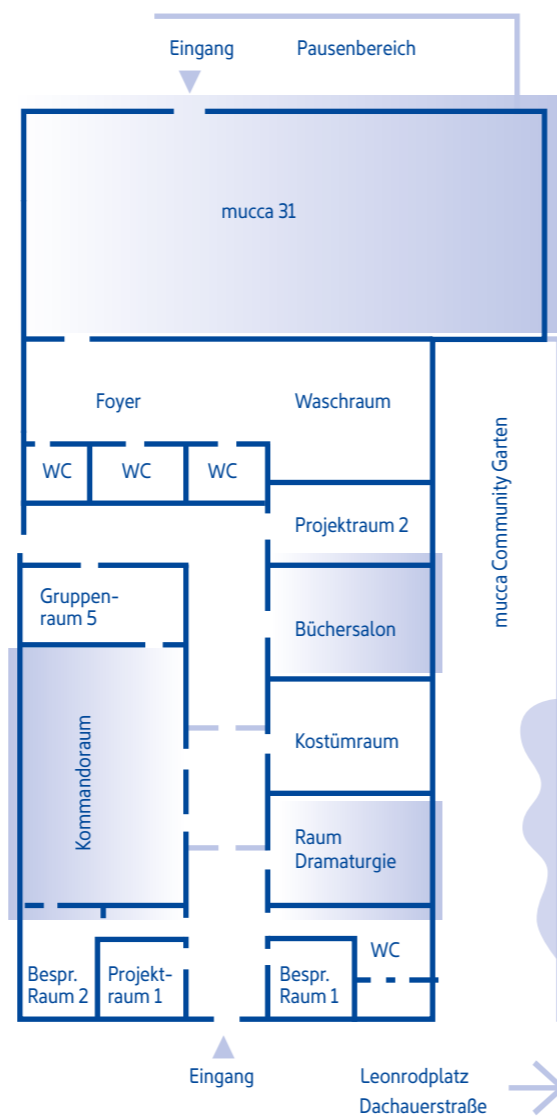 Eingang
Pausenbereich
mucca 31
Foyer
Waschraum
WC
WC
WC
mucca Community Garten
Projektraum 2
Gruppen-
raum 5
Büchersalon
Kommandoraum
Kostümraum
Raum
Dramaturgie
WC
Bespr.
Raum 2
Projekt-
raum 1
Bespr.
Raum 1
Eingang
Leonrodplatz
Dachauerstraße